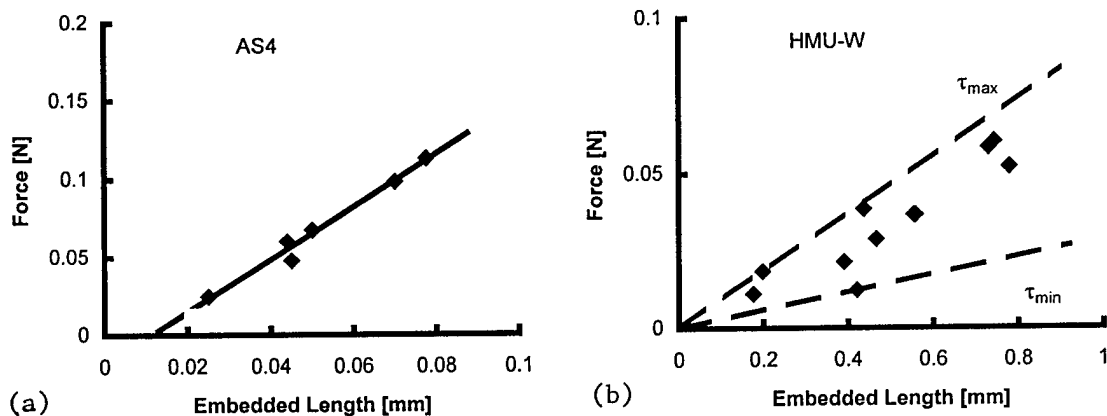 0.2
AS4
0.15
0.1
0.05
0
Force [N]
0 0.02 0.04 0.06 0.08 0.1
(a) Embedded Length [mm]
0.1
HMU-W
τmax
0.05
τmin
0
Force [N]
0 0.2 0.4 0.6 0.8 1
(b) Embedded Length [mm]